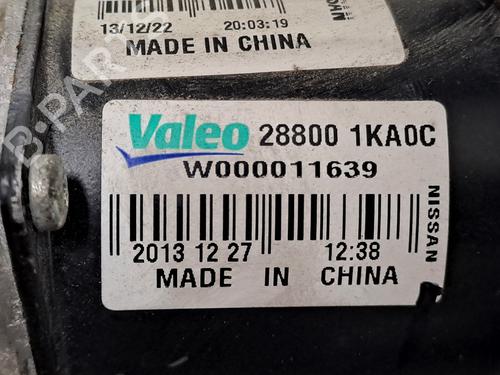 13/12/22 20:03:19
MADE IN CHINA
Valeo 28800 1KA0C
W000011639
2013 12 27 12:38
MADE IN CHINA
NISSAN
B-PARTS